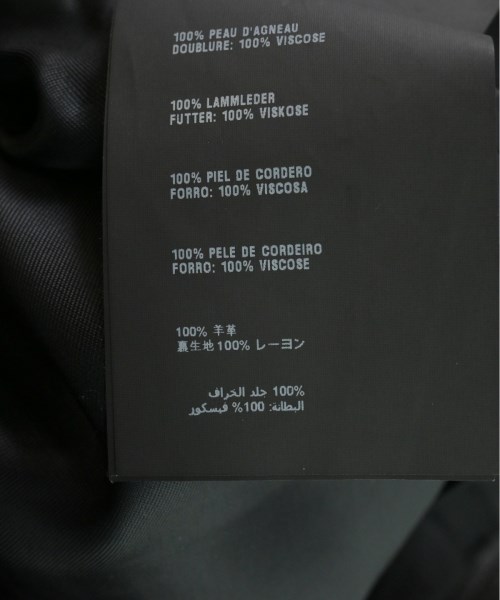 100% PEAU D'AGNEAU
DOUBLURE: 100% VISCOSE
100% LAMMLEDER
FUTTER: 100% VISKOSE
100% PIEL DE CORDERO
FORRO: 100% VISCOSA
100% PELE DE CORDEIRO
FORRO: 100% VISCOSE
100% 羊革
裏生地100% レーヨン
100% جلد الخراف
البطانة: 100% فيسكور